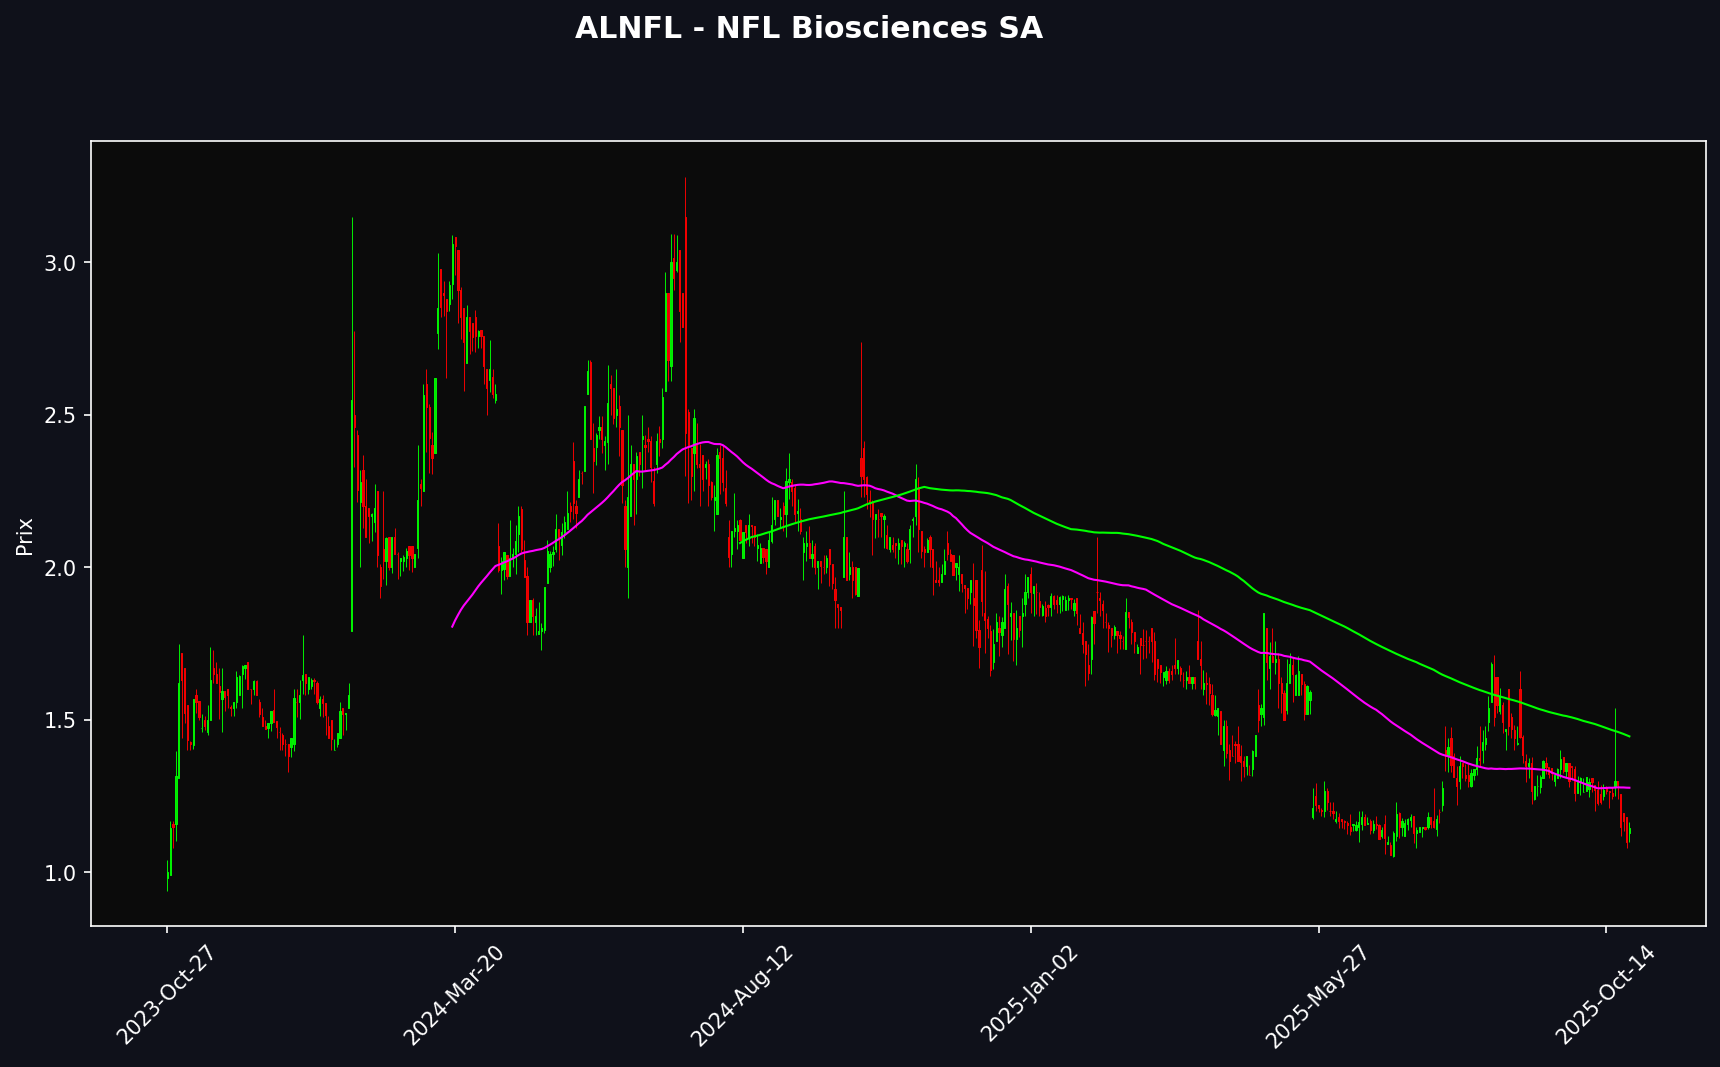 ALNFL - NFL Biosciences SA
Prix
3.0
2.5
2.0
1.5
1.0
2023-Oct-27
2024-Mar-20
2024-Aug-12
2025-Jan-02
2025-May-27
2025-Oct-14